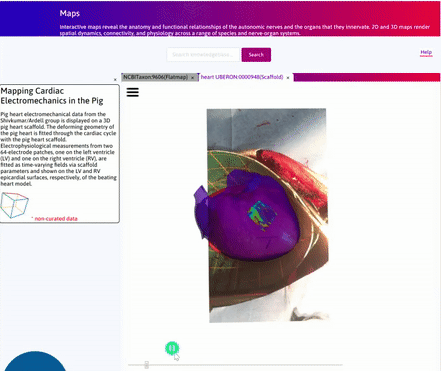 Maps
Interactive maps reveal the anatomy and functional relationships of the autonomic nerves and the organs that they innervate. 2D and 3D maps render
spatial dynamics, connectivity, and physiology across a range of species and nerve-organ systems.
Search
Help
NCBITaxon:9606(Flatmap) ×
heart UBERON:0000948(Scaffold) ×
×
Mapping Cardiac
Electromechanics in the Pig
Pig heart electromechanical data from the
Shivkumar/Ardell group is displayed on a 3D
pig heart scaffold. The deforming geometry of
the pig heart is fitted through the cardiac cycle
with the pig heart scaffold.
Electrophysiological measurements from two
64-electrode patches, one on the left ventricle
(LV) and one on the right ventricle (RV), are
fitted as time-varying fields via scaffold
parameters and shown on the LV and RV
epicardial surfaces, respectively, of the beating
heart model.
* non-curated data